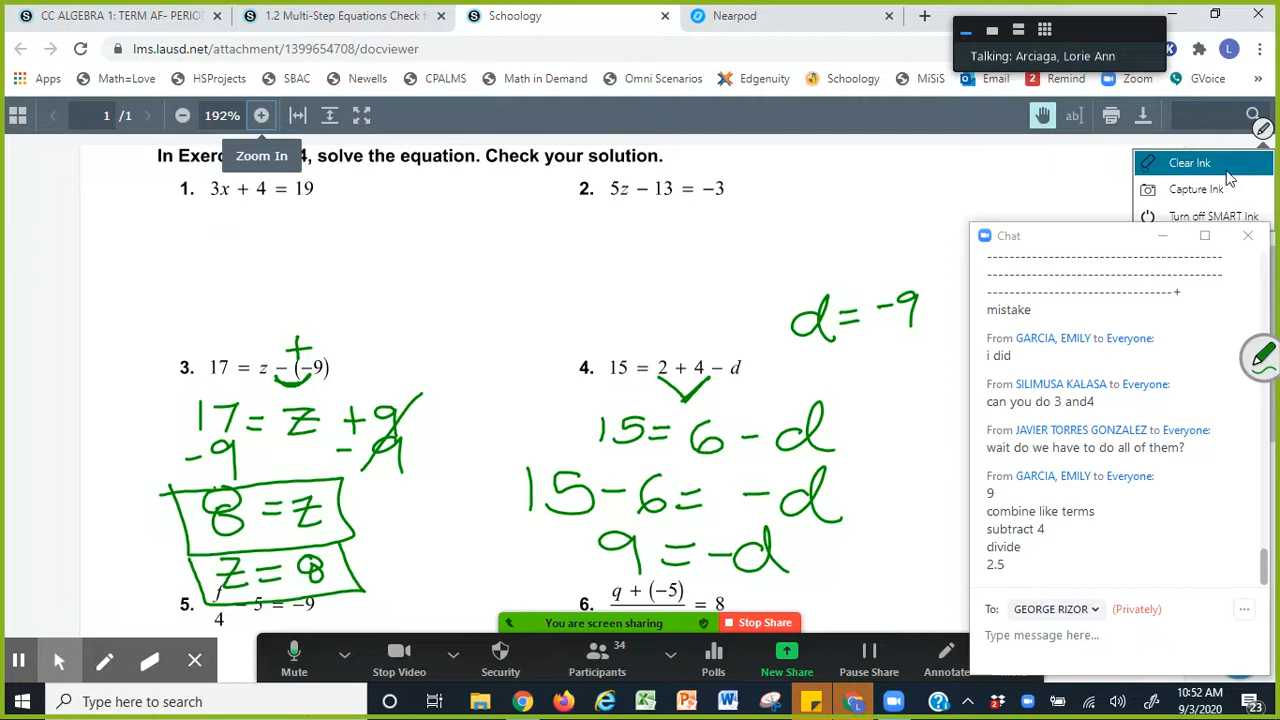 CC ALGEBRA 1: TERM AF- PERIO
1.2 Multi-Step Equations Check f
Schoology
Nearpod
Talking: Arciaga, Lorie Ann
lms.lausd.net/attachment/1399654708/docviewer
L
Apps
Math=Love
HSProjects
SBAC
Newells
CPALMS
Math in Demand
Omni Scenarios
Edgenuity
Schoology
MiSiS
Email
Remind
Zoom
GVoice
1 /1
192%
Zoom In
Clear Ink
Capture Ink
Turn off SMART Ink
In Exer 4, solve the equation. Check your solution.
1. 3x + 4 = 19
2. 5z − 13 = −3
d = -9
+
3. 17 = z − (−9)
4. 15 = 2 + 4 − d
17 = z + 9
-9 - 9
8 = z
z = 8
15 = 6 - d
15 - 6 = - d
9 = -d
5. f
4 − 5 = −9
6. q + (−5) = 8
Chat
mistake
From GARCIA, EMILY to Everyone:
i did
From SILIMUSA KALASA to Everyone:
can you do 3 and4
From JAVIER TORRES GONZALEZ to Everyone:
wait do we have to do all of them?
From GARCIA, EMILY to Everyone:
9
combine like terms
subtract 4
divide
2.5
To: GEORGE RIZOR (Privately)
Type message here...
You are screen sharing
Stop Share
Mute
Stop Video
Security
34
Participants
Polls
New Share
Pause Share
Annotate
Type here to search
10:52 AM
9/3/2020
23